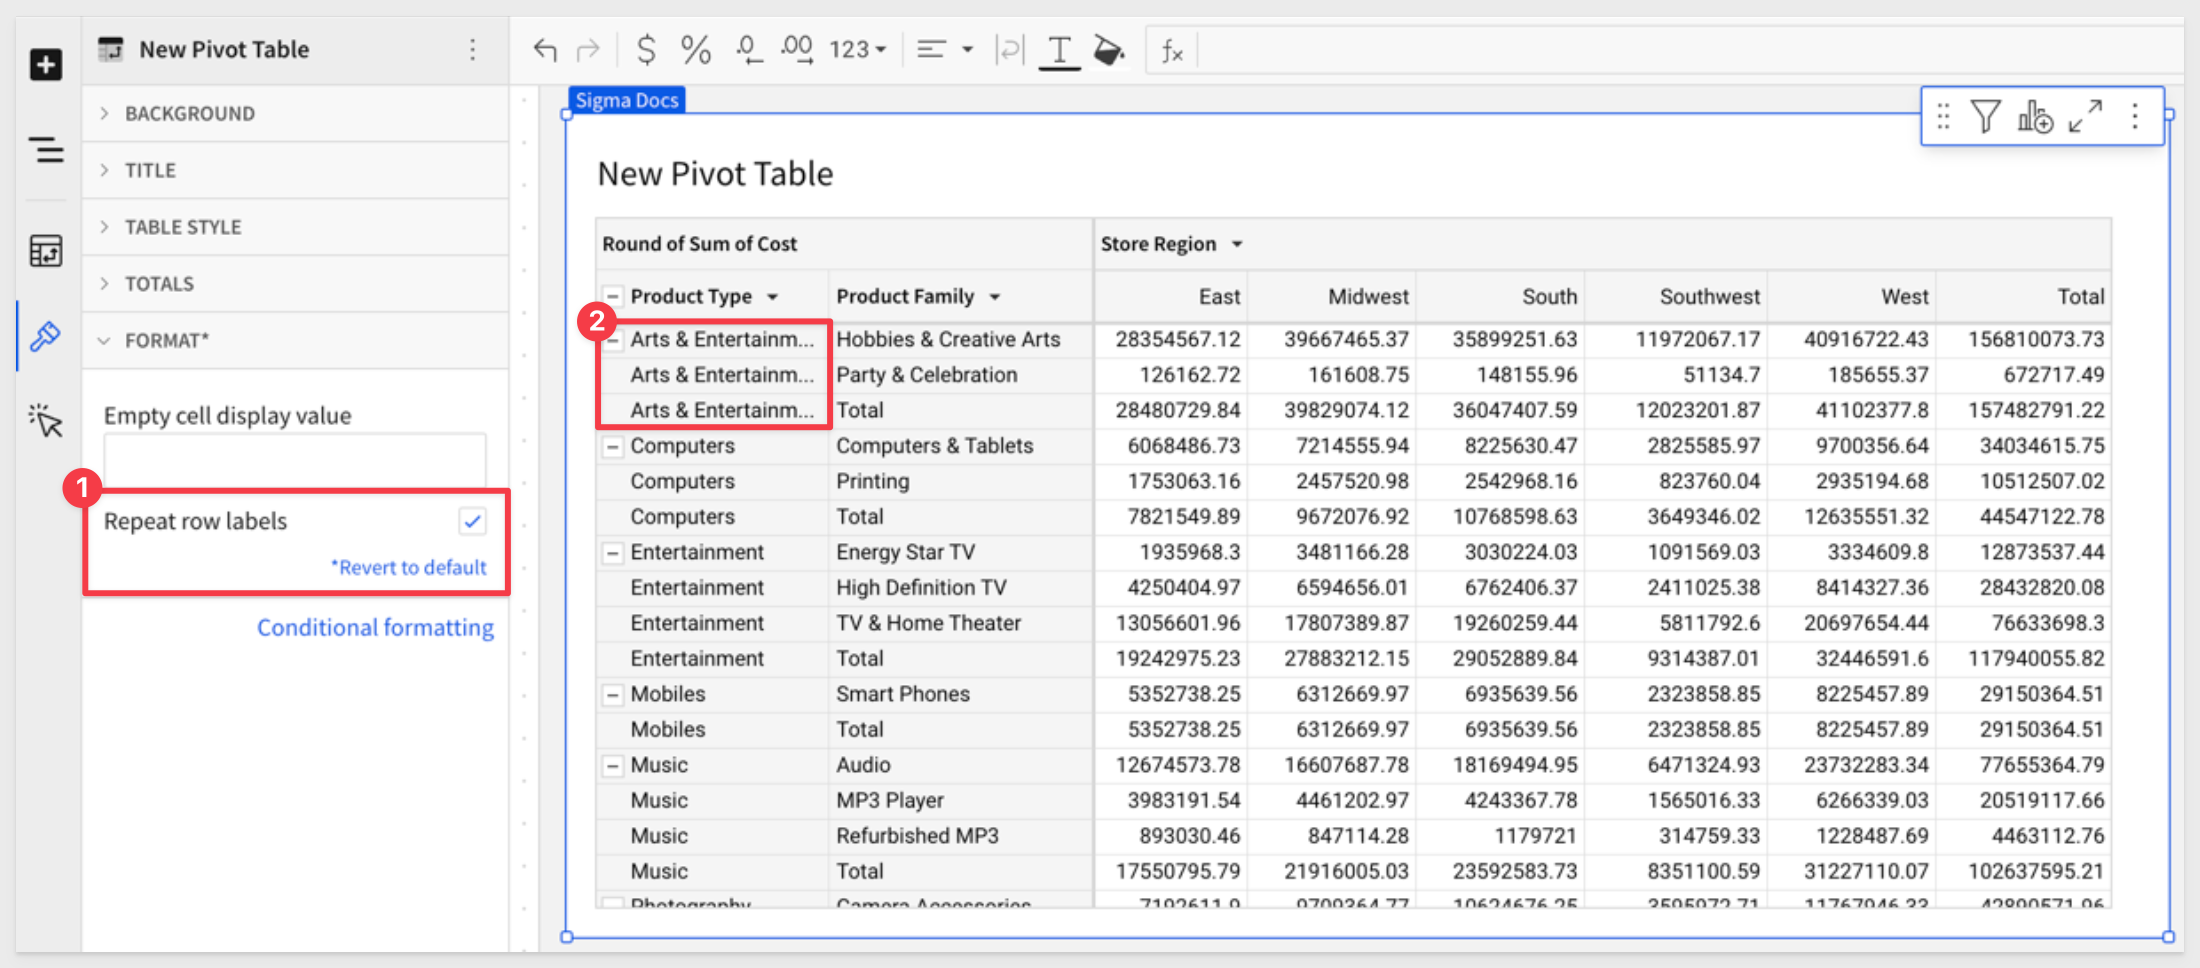 New Pivot Table
$ % .0 .00 123
fx
BACKGROUND
TITLE
TABLE STYLE
TOTALS
FORMAT*
Empty cell display value
1
Repeat row labels
*Revert to default
Conditional formatting
Sigma Docs
New Pivot Table
Round of Sum of Cost Store Region
Product Type Product Family East Midwest South Southwest West Total
2
Arts & Entertainm... Hobbies & Creative Arts 28354567.12 39667465.37 35899251.63 11972067.17 40916722.43 156810073.73
Arts & Entertainm... Party & Celebration 126162.72 161608.75 148155.96 51134.7 185655.37 672717.49
Arts & Entertainm... Total 28480729.84 39829074.12 36047407.59 12023201.87 41102377.8 157482791.22
Computers Computers & Tablets 6068486.73 7214555.94 8225630.47 2825585.97 9700356.64 34034615.75
Computers Printing 1753063.16 2457520.98 2542968.16 823760.04 2935194.68 10512507.02
Computers Total 7821549.89 9672076.92 10768598.63 3649346.02 12635551.32 44547122.78
Entertainment Energy Star TV 1935968.3 3481166.28 3030224.03 1091569.03 3334609.8 12873537.44
Entertainment High Definition TV 4250404.97 6594656.01 6762406.37 2411025.38 8414327.36 28432820.08
Entertainment TV & Home Theater 13056601.96 17807389.87 19260259.44 5811792.6 20697654.44 76633698.3
Entertainment Total 19242975.23 27883212.15 29052889.84 9314387.01 32446591.6 117940055.82
Mobiles Smart Phones 5352738.25 6312669.97 6935639.56 2323858.85 8225457.89 29150364.51
Mobiles Total 5352738.25 6312669.97 6935639.56 2323858.85 8225457.89 29150364.51
Music Audio 12674573.78 16607687.78 18169494.95 6471324.93 23732283.34 77655364.79
Music MP3 Player 3983191.54 4461202.97 4243367.78 1565016.33 6266339.03 20519117.66
Music Refurbished MP3 893030.46 847114.28 1179721 314759.33 1228487.69 4463112.76
Music Total 17550795.79 21916005.03 23592583.73 8351100.59 31227110.07 102637595.21
Photography Camera Accessories